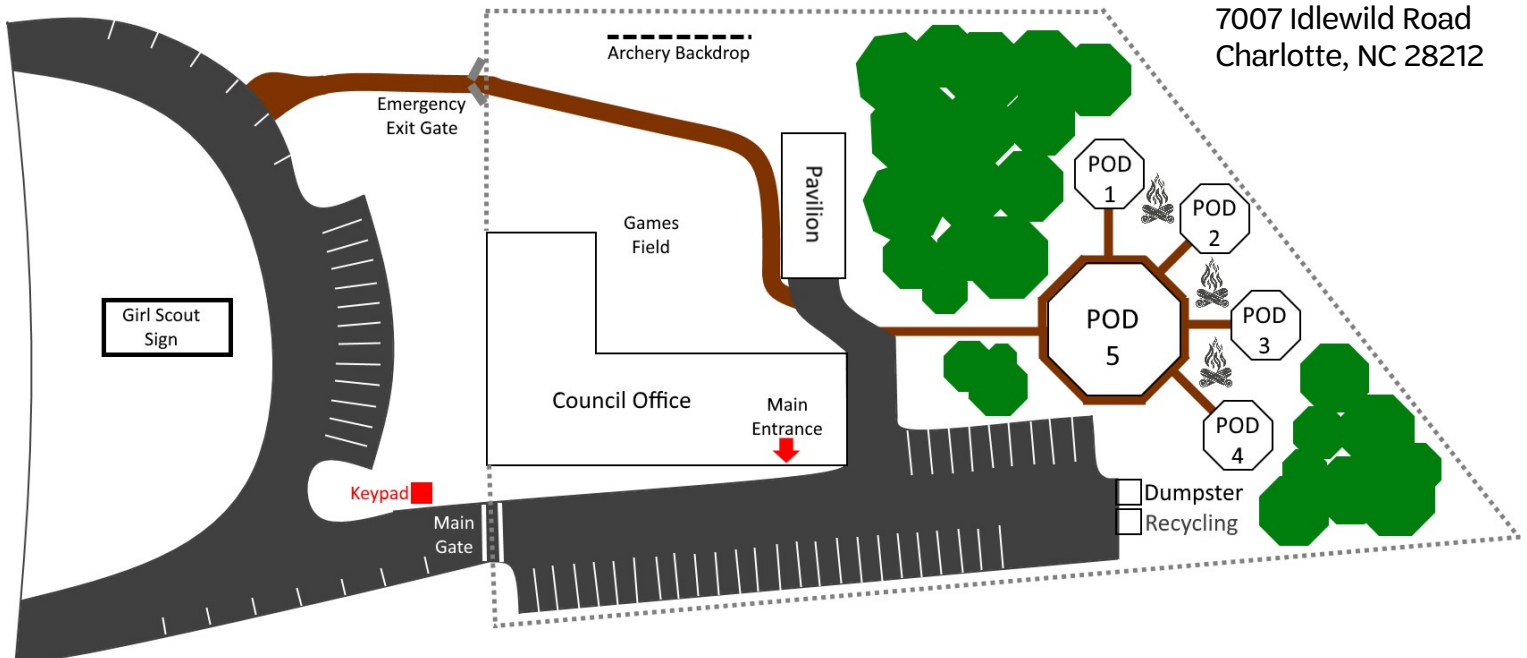 7007 Idlewild Road
Charlotte, NC 28212
Archery Backdrop
Emergency
Exit Gate
POD
1
Pavilion
POD
2
Games
Field
Girl Scout
Sign
POD
5
POD
3
Council Office
Main
Entrance
POD
4
Keypad
Dumpster
Main
Gate
Recycling